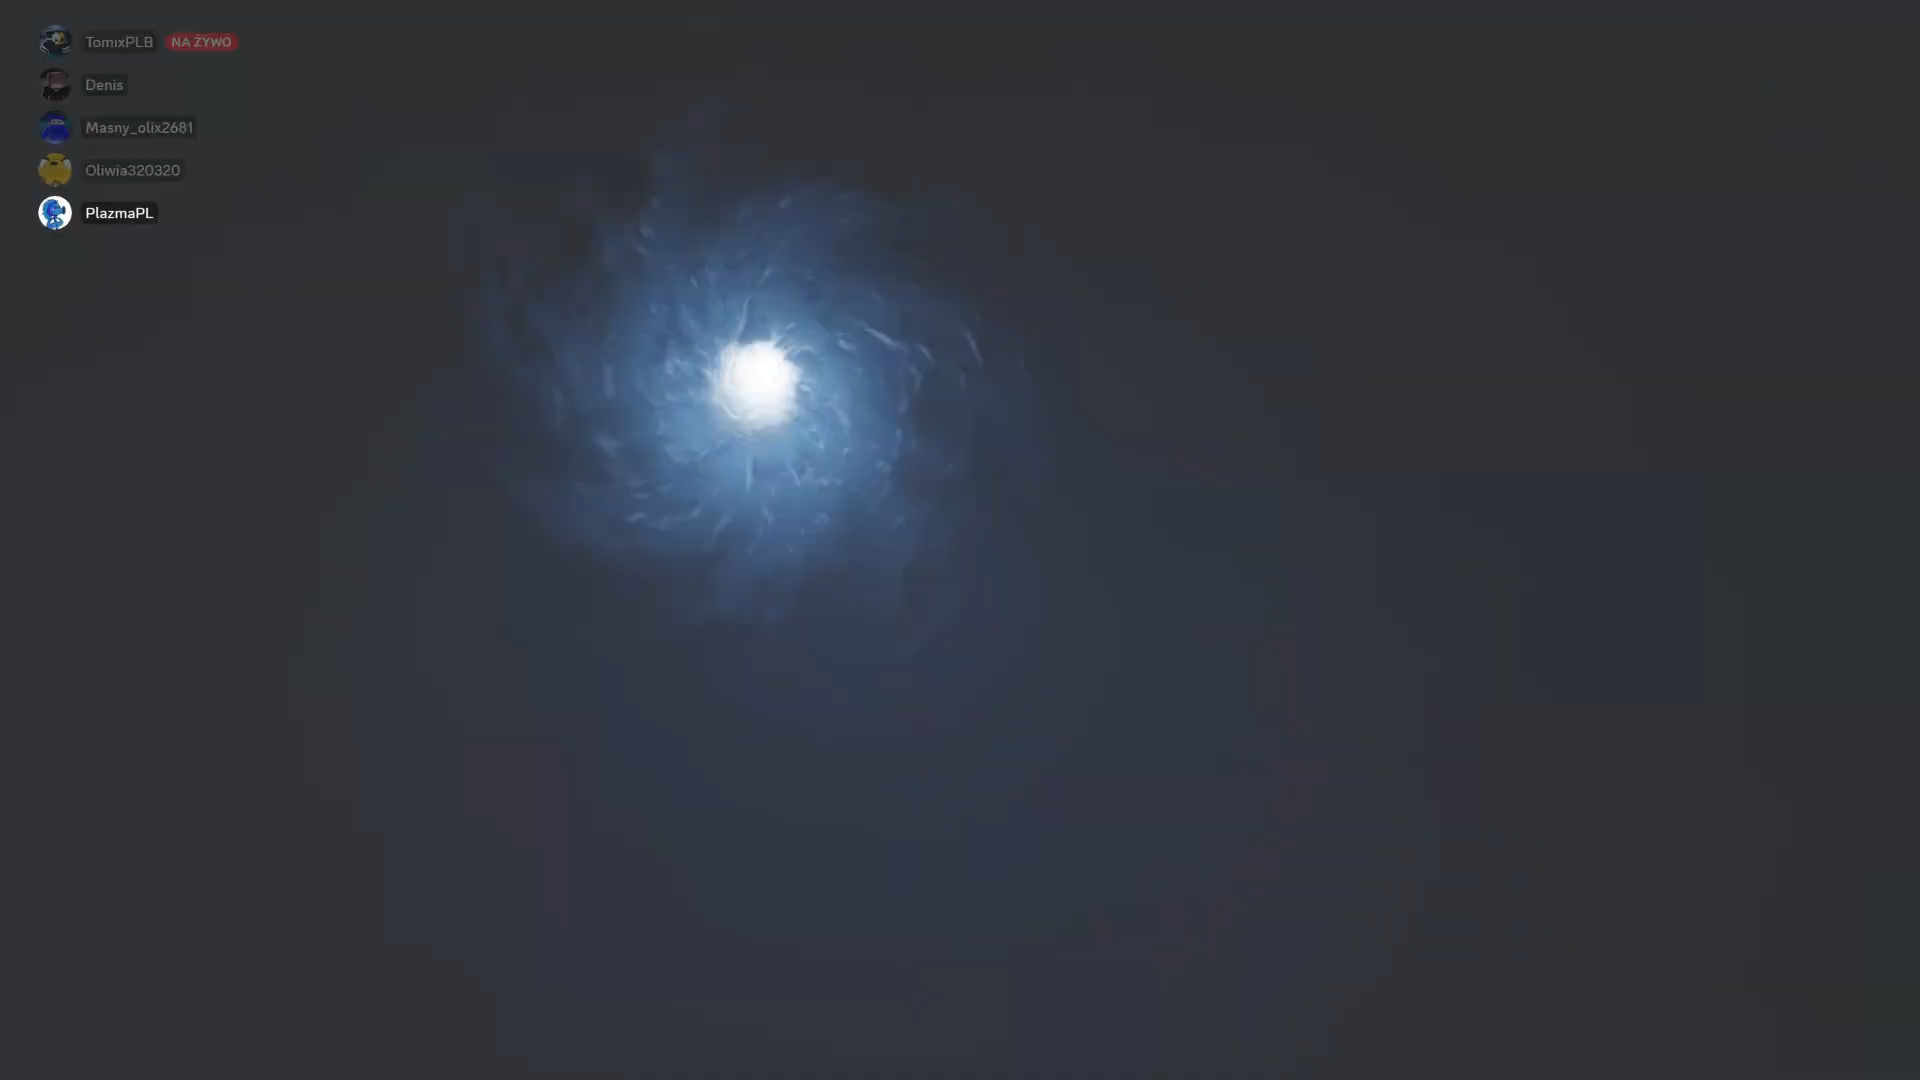 TomixPLB NA ŻYWO
Denis
Masny_olix2681
Oliwia320320
PlazmaPL